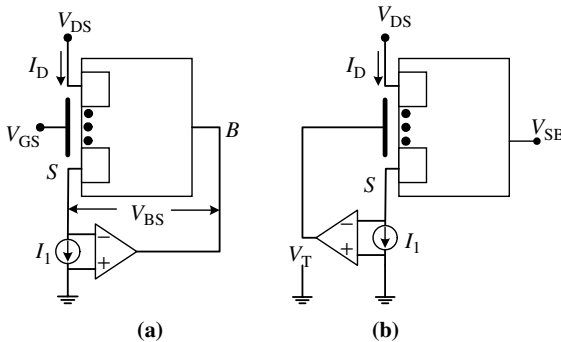 V_DS
I_D
V_GS
B
S
V_BS
I_1
−
+
(a)
V_DS
I_D
V_SB
S
−
+
V_T
I_1
(b)